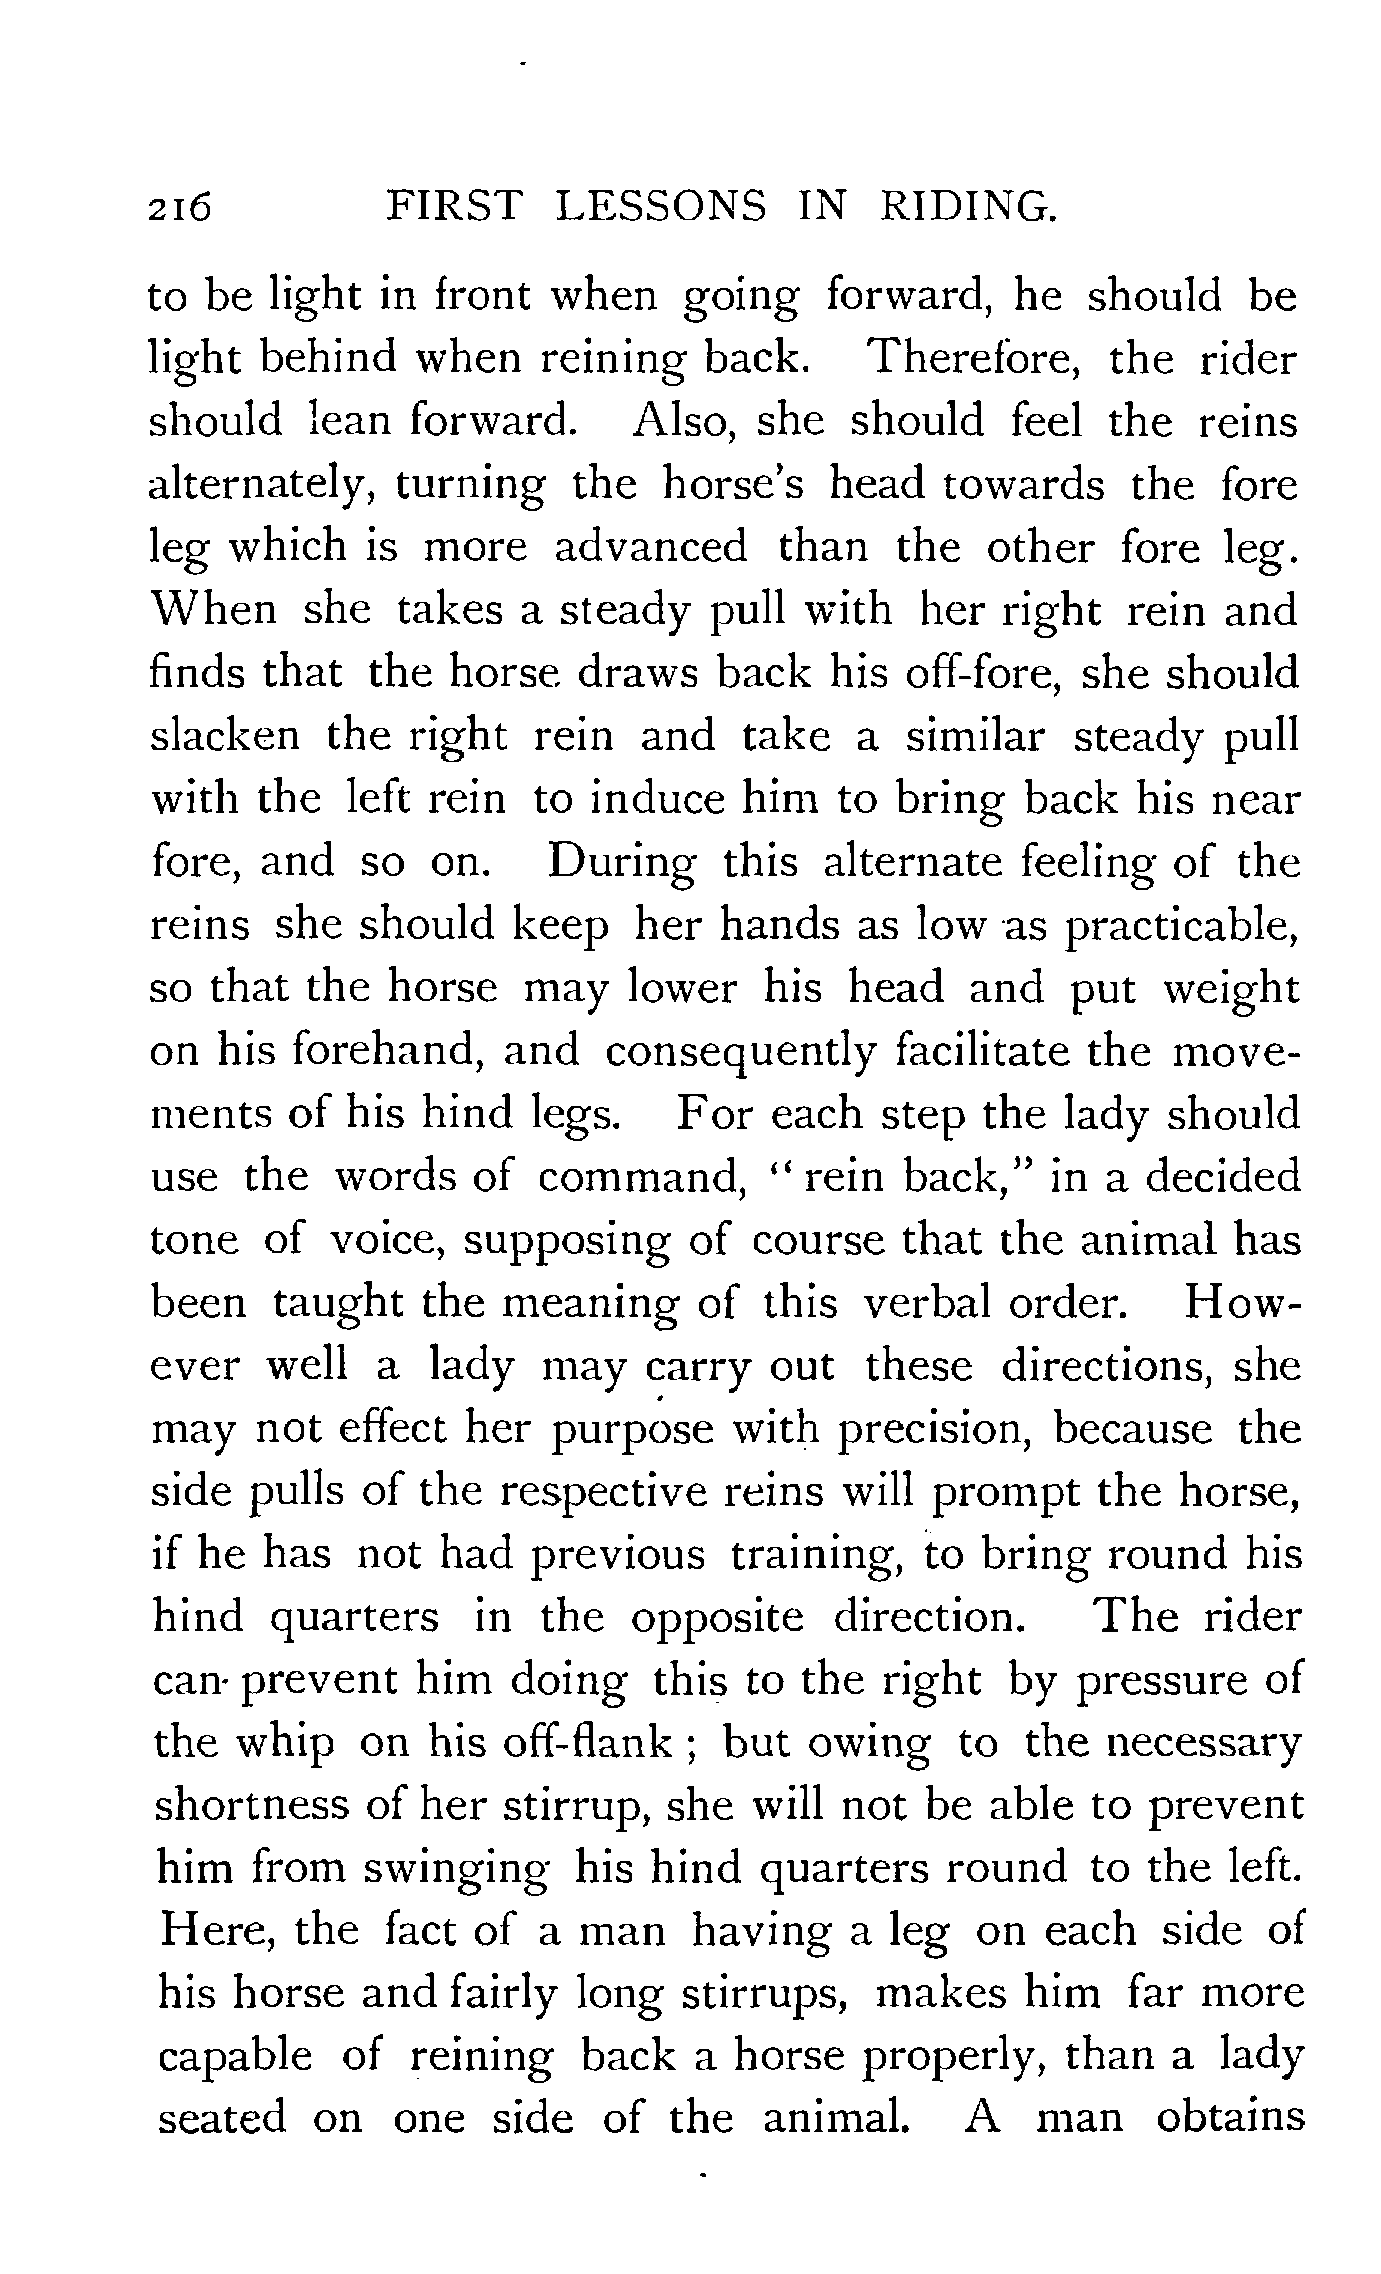 216 FIRST LESSONS IN RIDING.
to be light in front when going forward, he should be
light behind when reining back. Therefore, the rider
should lean forward. Also, she should feel the reins
alternately, turning the horse's head towards the fore
leg which is more advanced than the other fore leg.
When she takes a steady pull with her right rein and
finds that the horse draws back his off-fore, she should
slacken the right rein and take a similar steady pull
with the left rein to induce him to bring back his near
fore, and so on. During this alternate feeling of the
reins she should keep her hands as low as practicable,
so that the horse may lower his head and put weight
on his forehand, and consequently facilitate the move-
ments of his hind legs. For each step the lady should
use the words of command, “rein back,” in a decided
tone of voice, supposing of course that the animal has
been taught the meaning of this verbal order. How-
ever well a lady may carry out these directions, she
may not effect her purpose with precision, because the
side pulls of the respective reins will prompt the horse,
if he has not had previous training, to bring round his
hind quarters in the opposite direction. The rider
can prevent him doing this to the right by pressure of
the whip on his off-flank ; but owing to the necessary
shortness of her stirrup, she will not be able to prevent
him from swinging his hind quarters round to the left.
Here, the fact of a man having a leg on each side of
his horse and fairly long stirrups, makes him far more
capable of reining back a horse properly, than a lady
seated on one side of the animal. A man obtains